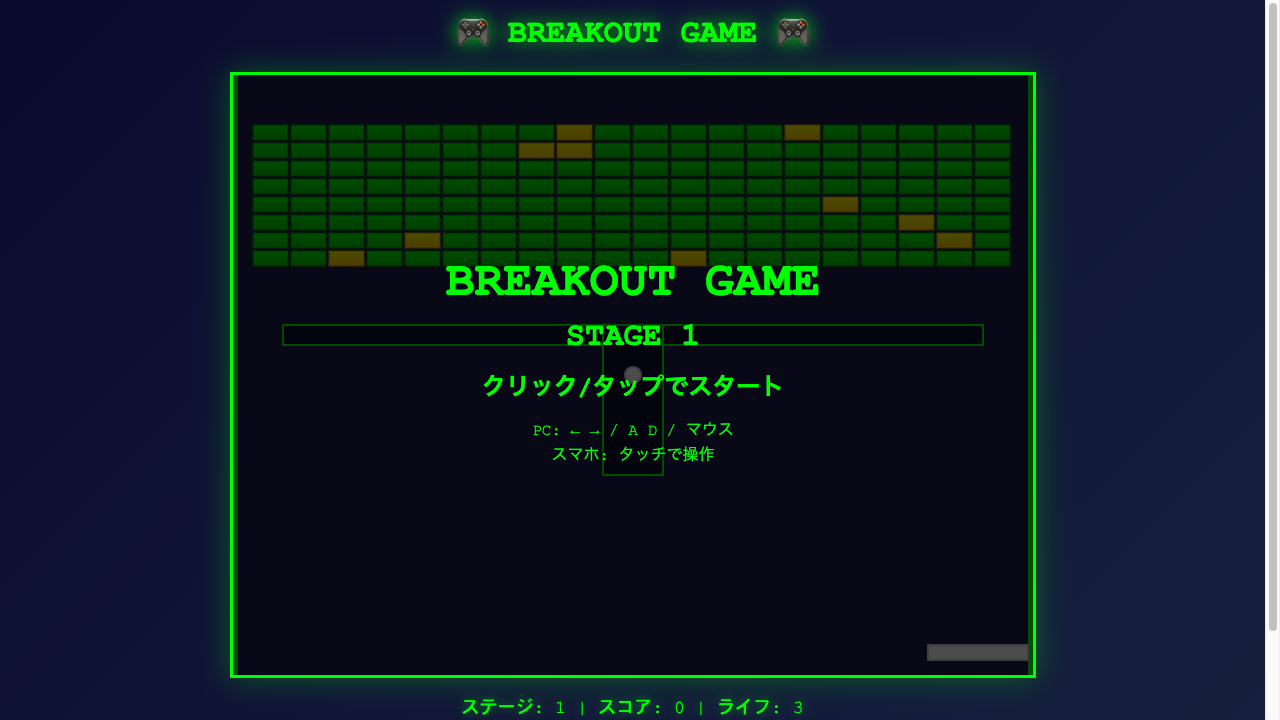 🎮 BREAKOUT GAME 🎮
BREAKOUT GAME
STAGE 1
クリック/タップでスタート
PC: ← → / A D / マウス
スマホ: タッチで操作
ステージ: 1 | スコア: 0 | ライフ: 3